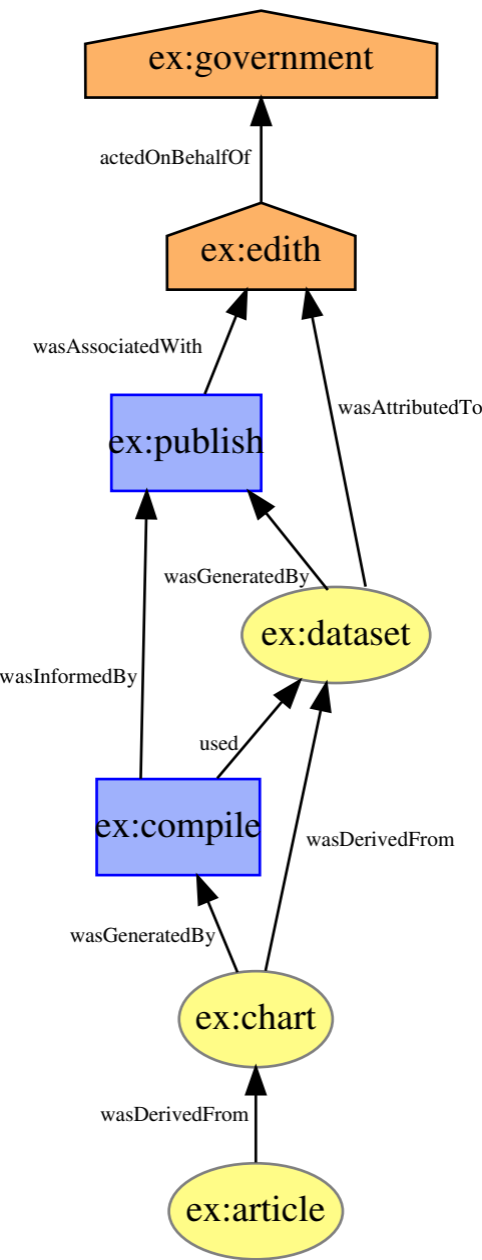 ex:government
actedOnBehalfOf
ex:edith
wasAssociatedWith
wasAttributedTo
ex:publish
wasGeneratedBy
ex:dataset
wasInformedBy
used
ex:compile
wasDerivedFrom
wasGeneratedBy
ex:chart
wasDerivedFrom
ex:article